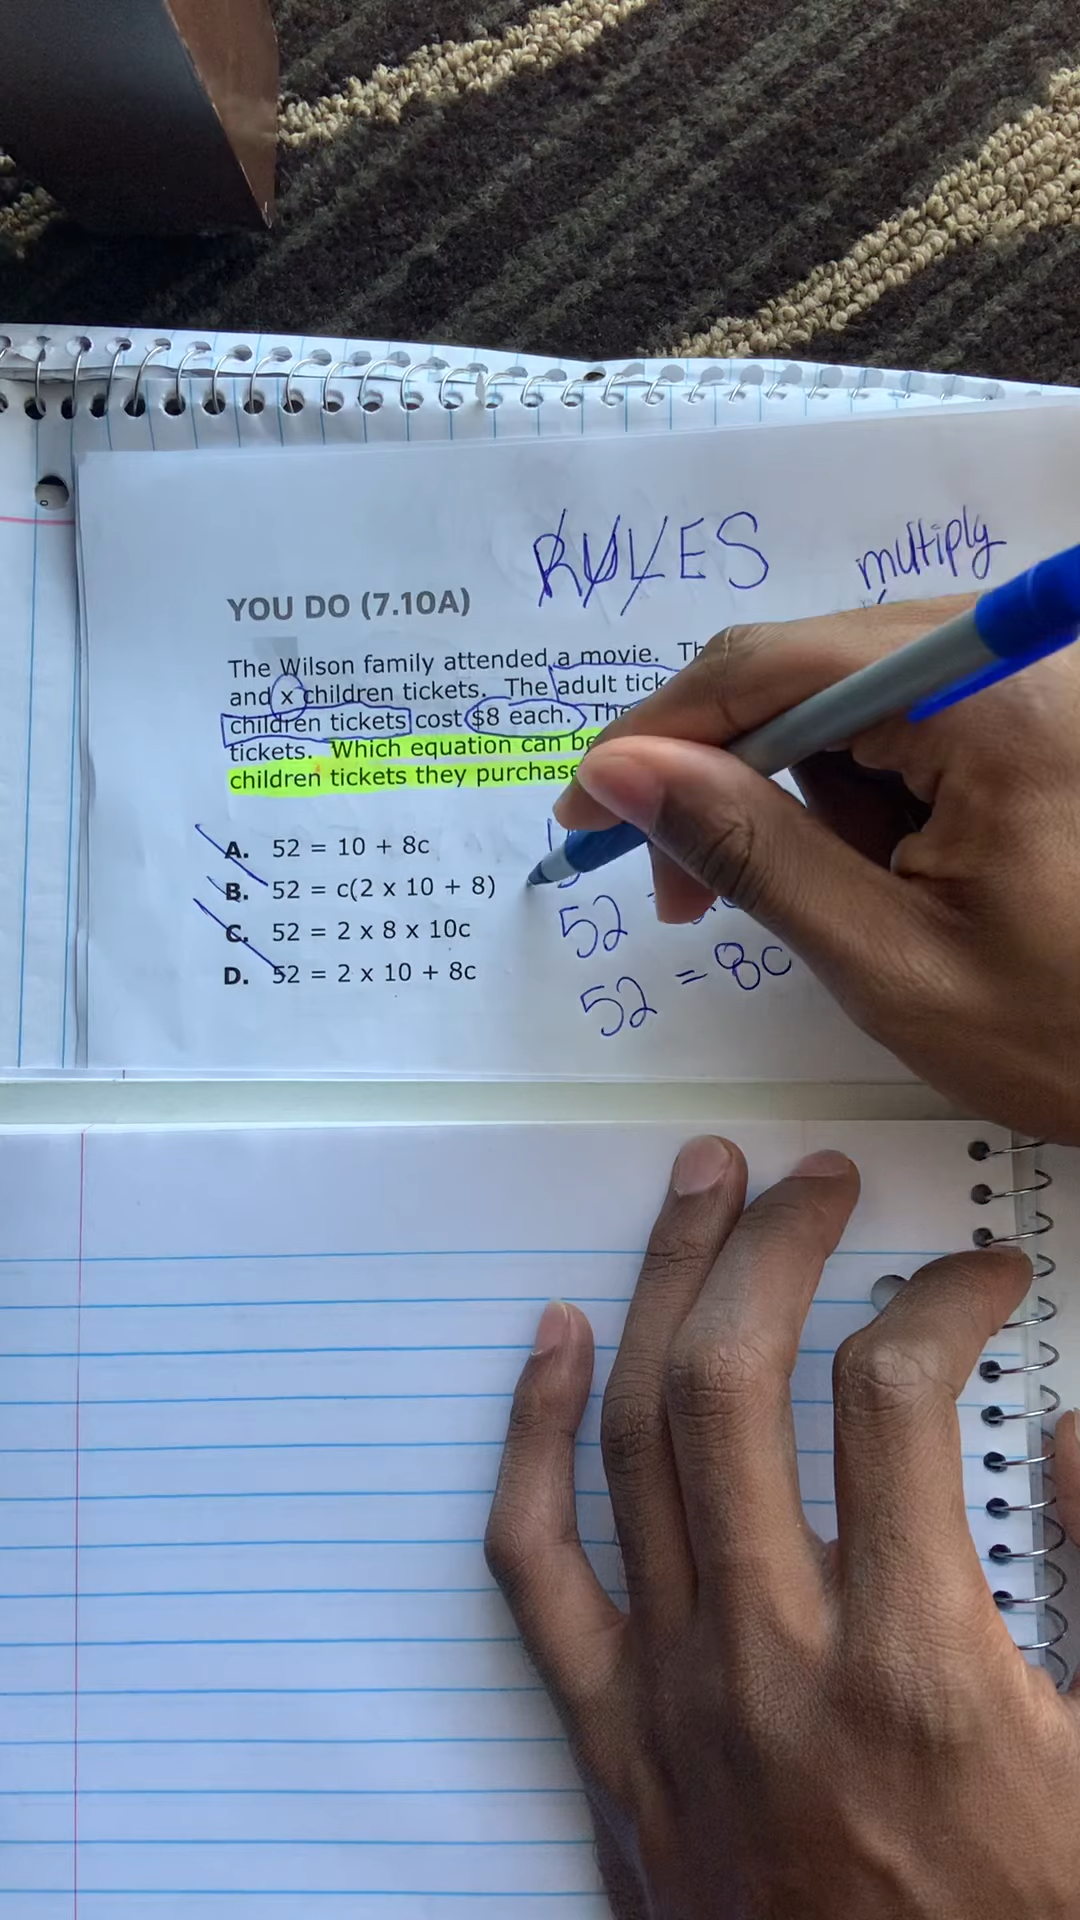 RULES
multiply
YOU DO (7.10A)
The Wilson family attended a movie.
and x children tickets. The adult
children tickets cost $8 each. The
tickets. Which equation can be
children tickets they purchase
A. 52 = 10 + 8c
B. 52 = c(2 x 10 + 8)
C. 52 = 2 x 8 x 10c
D. 52 = 2 x 10 + 8c
52
52 = 8c